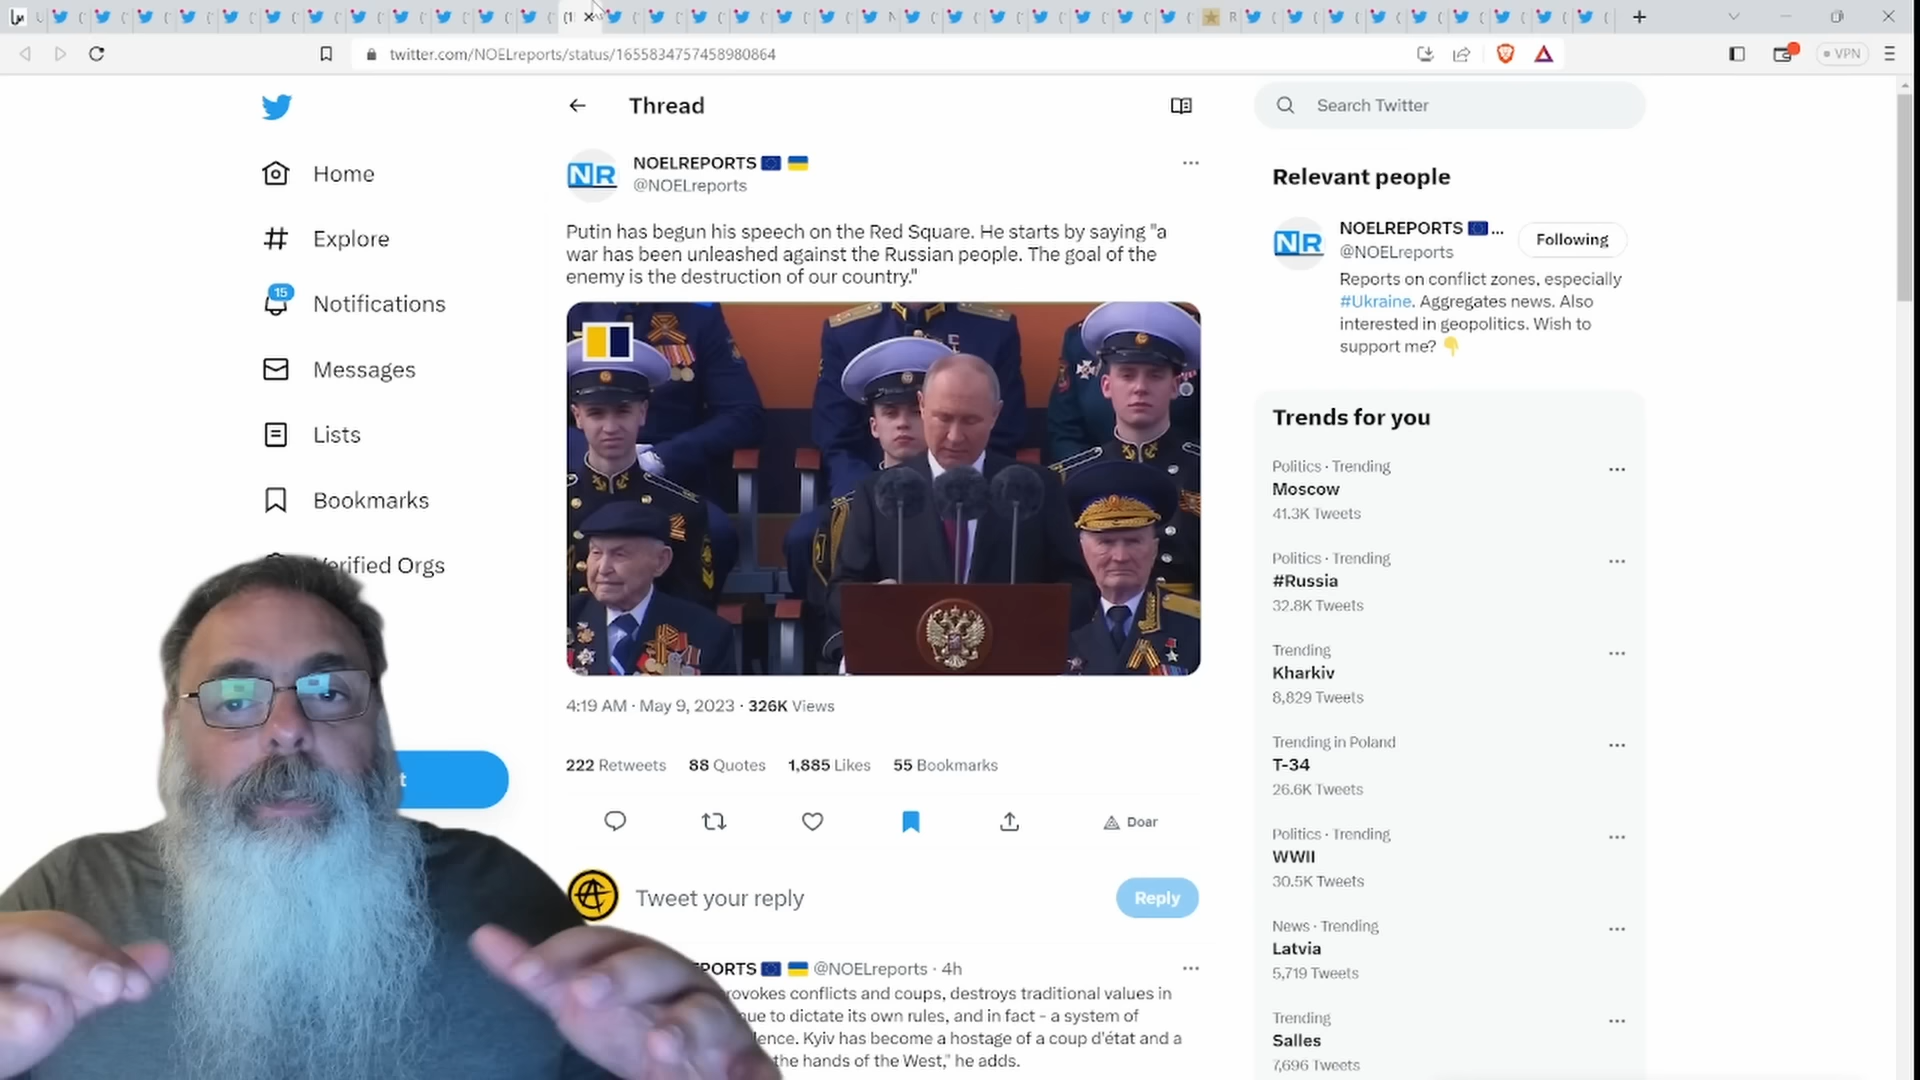 twitter.com/NOELreports/status/1655834757458980864
VPN
Thread
Search Twitter
Home
Explore
15
Notifications
Messages
Lists
Bookmarks
Verified Orgs
NR
NOELREPORTS
@NOELreports
Putin has begun his speech on the Red Square. He starts by saying "a
war has been unleashed against the Russian people. The goal of the
enemy is the destruction of our country."
4:19 AM · May 9, 2023 · 326K Views
222 Retweets 88 Quotes 1,885 Likes 55 Bookmarks
Doar
Tweet your reply
Reply
PORTS @NOELreports · 4h
rovokes conflicts and coups, destroys traditional values in
ue to dictate its own rules, and in fact - a system of
lence. Kyiv has become a hostage of a coup d'état and a
the hands of the West," he adds.
Relevant people
NR
NOELREPORTS ...
@NOELreports
Following
Reports on conflict zones, especially
#Ukraine. Aggregates news. Also
interested in geopolitics. Wish to
support me?
Trends for you
Politics · Trending
Moscow
41.3K Tweets
Politics · Trending
#Russia
32.8K Tweets
Trending
Kharkiv
8,829 Tweets
Trending in Poland
T-34
26.6K Tweets
Politics · Trending
WWII
30.5K Tweets
News · Trending
Latvia
5,719 Tweets
Trending
Salles
7,696 Tweets